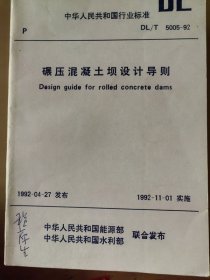 DL
中华人民共和国行业标准
P
DL/T 5005-92
碾压混凝土坝设计导则
Design guide for rolled concrete dams
1992-04-27 发布
1992-11-01 实施
中华人民共和国能源部
中华人民共和国水利部
联合发布